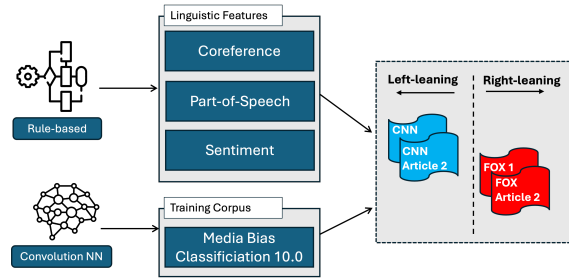 Linguistic Features
Coreference
Part-of-Speech
Sentiment
Rule-based
Training Corpus
Media Bias
Classificiation 10.0
Convolution NN
Left-leaning
Right-leaning
CNN
CNN
Article 2
FOX 1
FOX
Article 2